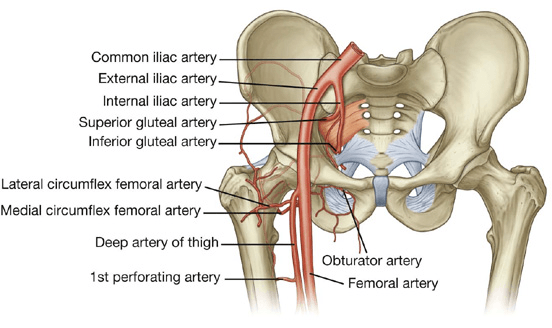 Common iliac artery
External iliac artery
Internal iliac artery
Superior gluteal artery
Inferior gluteal artery
Lateral circumflex femoral artery
Medial circumflex femoral artery
Deep artery of thigh
1st perforating artery
Obturator artery
Femoral artery